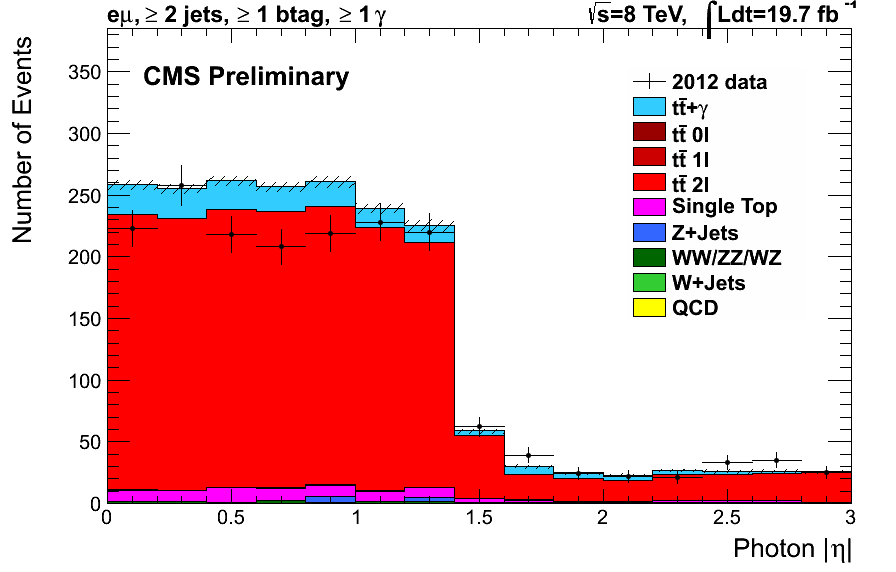 eμ, ≥ 2 jets, ≥ 1 btag, ≥ 1 γ
√s=8 TeV, ∫Ldt=19.7 fb⁻¹
CMS Preliminary
Number of Events
350
300
250
200
150
100
50
0
2012 data
tt̄+γ
tt̄ 0l
tt̄ 1l
tt̄ 2l
Single Top
Z+Jets
WW/ZZ/WZ
W+Jets
QCD
0 0.5 1 1.5 2 2.5 3
Photon |η|